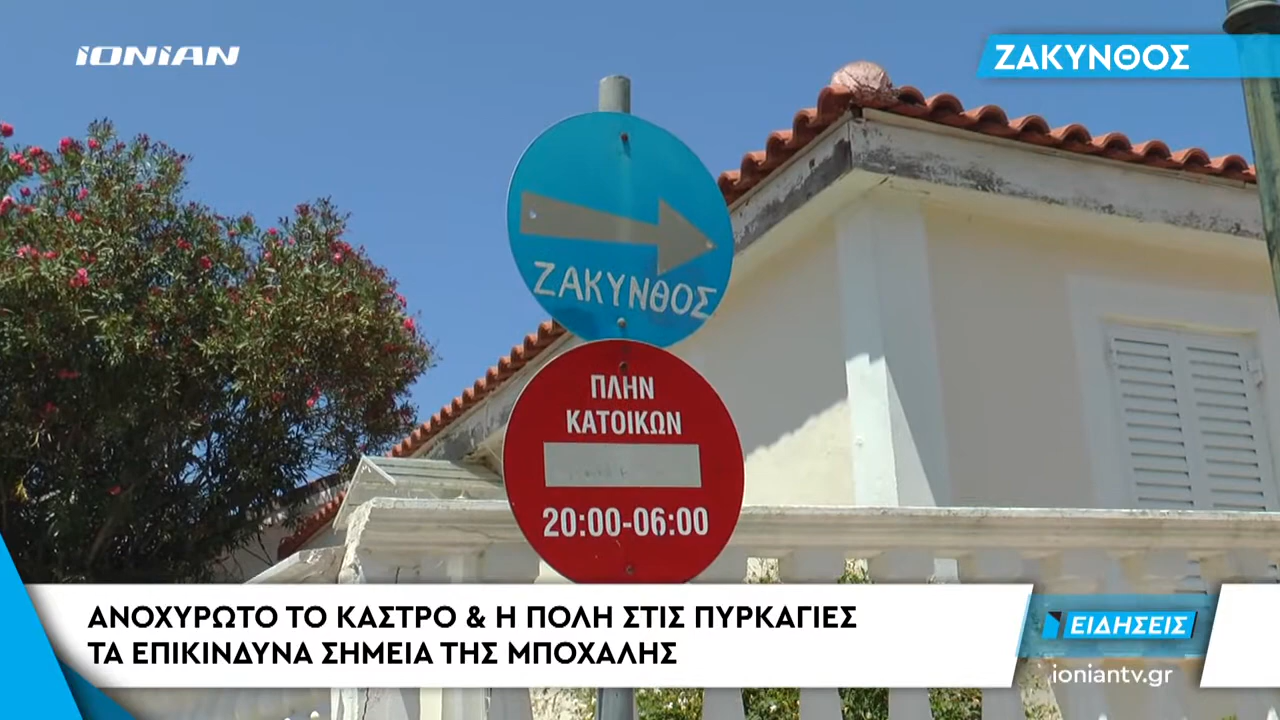 IONIAN
ΖΑΚΥΝΘΟΣ
ΖΑΚΥΝΘΟΣ
ΠΛΗΝ
ΚΑΤΟΙΚΩΝ
20:00-06:00
ΑΝΟΧΥΡΩΤΟ ΤΟ ΚΑΣΤΡΟ & Η ΠΟΛΗ ΣΤΙΣ ΠΥΡΚΑΓΙΕΣ
ΤΑ ΕΠΙΚΙΝΔΥΝΑ ΣΗΜΕΙΑ ΤΗΣ ΜΠΟΧΑΛΗΣ
ΕΙΔΗΣΕΙΣ
ioniantv.gr